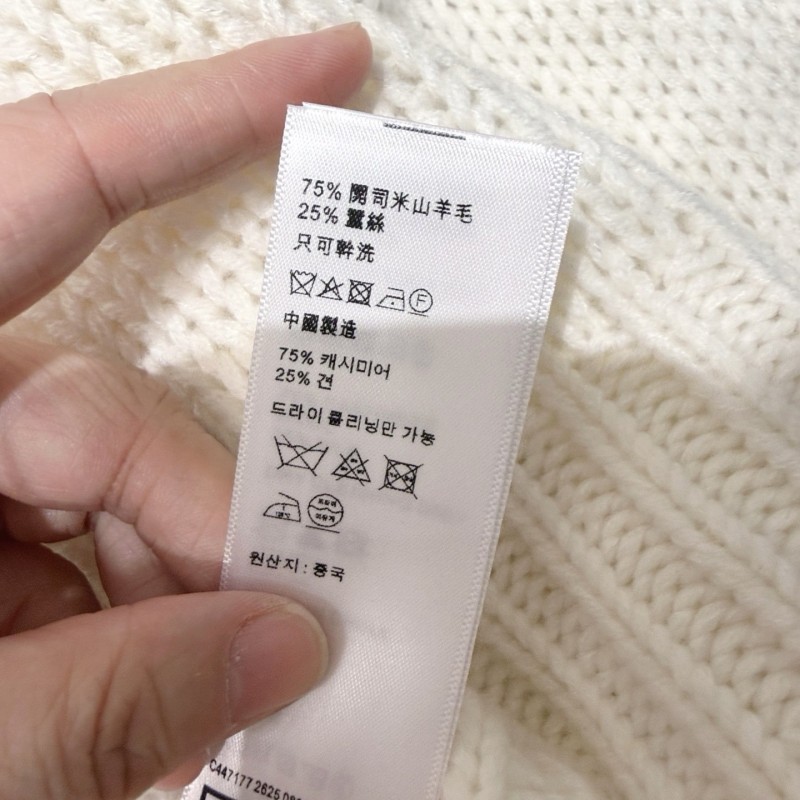 75% 開司米山羊毛
25% 蠶絲
只可幹洗
F
中國製造
75% 캐시미어
25% 견
드라이 클리닝만 가능
원산지: 중국